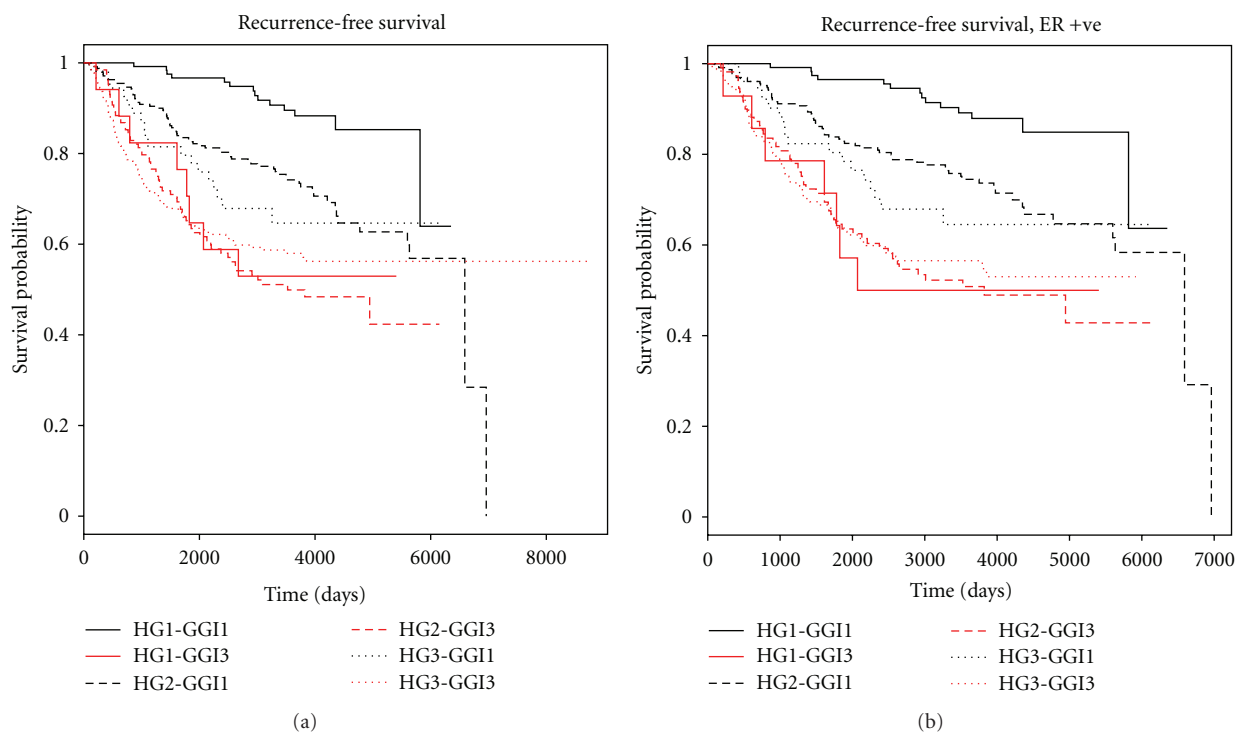 Recurrence-free survival
1
0.8
0.6
0.4
0.2
0
Survival probability
0 2000 4000 6000 8000
Time (days)
HG1-GGI1
HG1-GGI3
HG2-GGI1
HG2-GGI3
HG3-GGI1
HG3-GGI3
(a)
Recurrence-free survival, ER +ve
1
0.8
0.6
0.4
0.2
0
Survival probability
0 1000 2000 3000 4000 5000 6000 7000
Time (days)
HG1-GGI1
HG1-GGI3
HG2-GGI1
HG2-GGI3
HG3-GGI1
HG3-GGI3
(b)